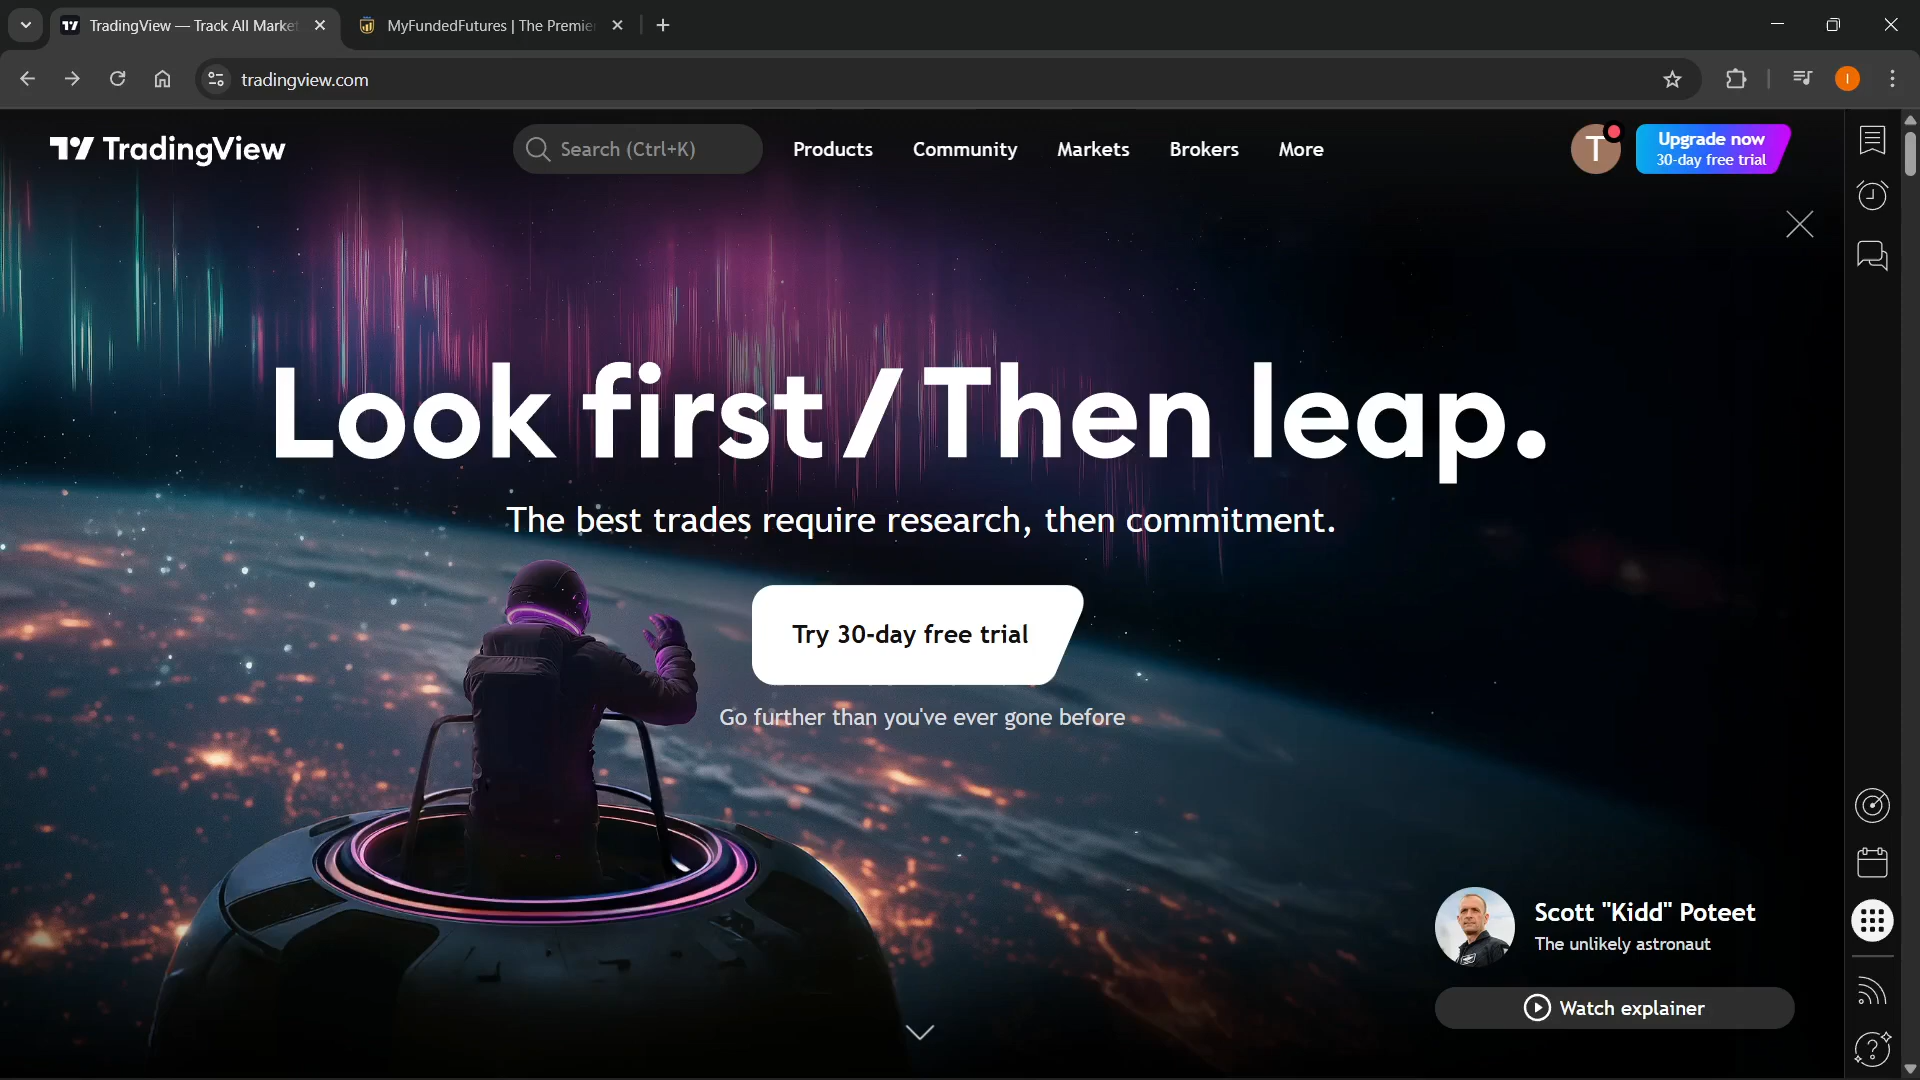 TradingView — Track All Market
MyFundedFutures | The Premie
tradingview.com
I
TradingView
Search (Ctrl+K)
Products
Community
Markets
Brokers
More
T
Upgrade now
30-day free trial
Look first / Then leap.
The best trades require research, then commitment.
Try 30-day free trial
Go further than you've ever gone before
Scott "Kidd" Poteet
The unlikely astronaut
Watch explainer